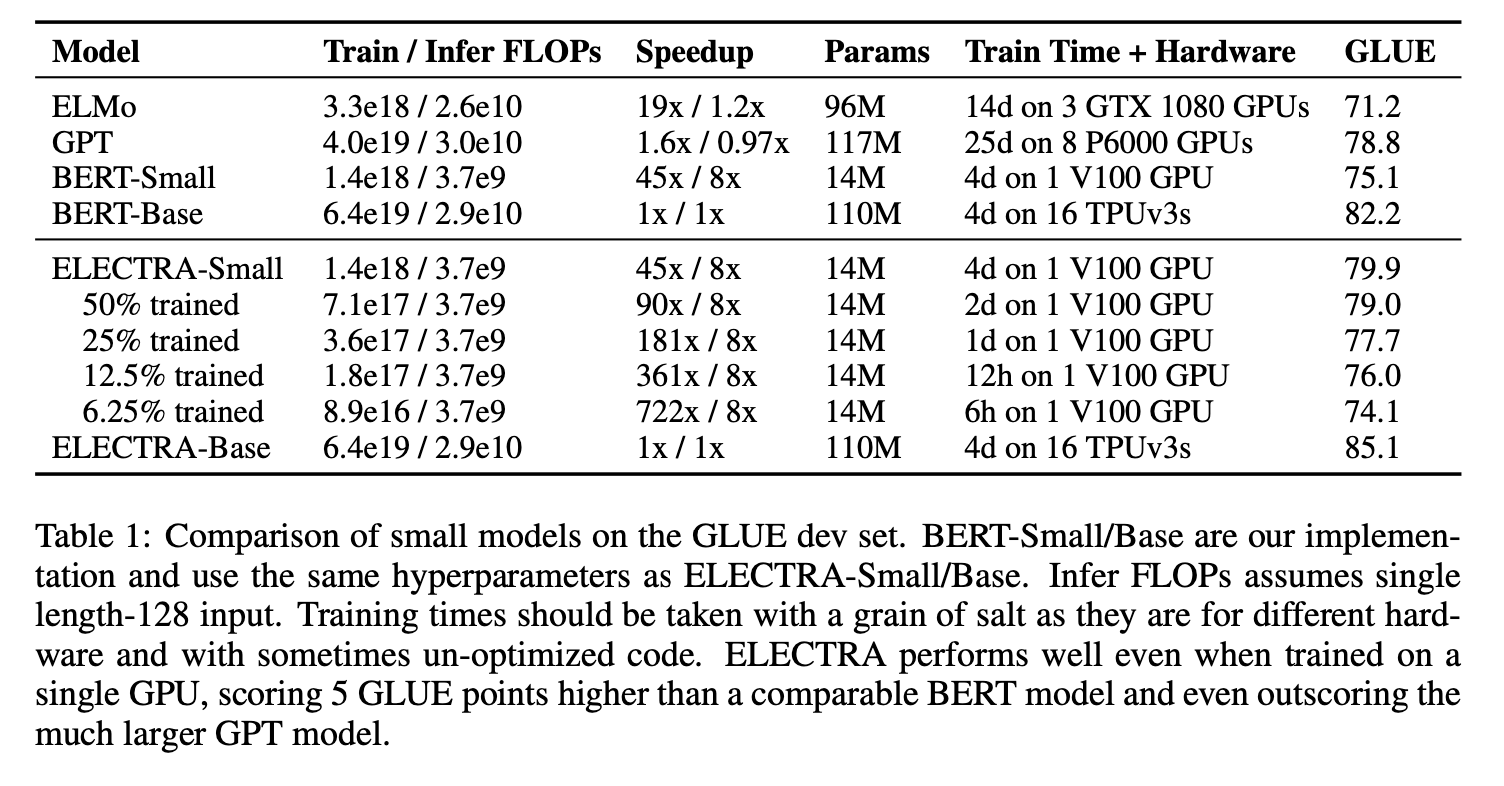 Model Train / Infer FLOPs Speedup Params Train Time + Hardware GLUE
ELMo 3.3e18 / 2.6e10 19x / 1.2x 96M 14d on 3 GTX 1080 GPUs 71.2
GPT 4.0e19 / 3.0e10 1.6x / 0.97x 117M 25d on 8 P6000 GPUs 78.8
BERT-Small 1.4e18 / 3.7e9 45x / 8x 14M 4d on 1 V100 GPU 75.1
BERT-Base 6.4e19 / 2.9e10 1x / 1x 110M 4d on 16 TPUv3s 82.2
ELECTRA-Small 1.4e18 / 3.7e9 45x / 8x 14M 4d on 1 V100 GPU 79.9
50% trained 7.1e17 / 3.7e9 90x / 8x 14M 2d on 1 V100 GPU 79.0
25% trained 3.6e17 / 3.7e9 181x / 8x 14M 1d on 1 V100 GPU 77.7
12.5% trained 1.8e17 / 3.7e9 361x / 8x 14M 12h on 1 V100 GPU 76.0
6.25% trained 8.9e16 / 3.7e9 722x / 8x 14M 6h on 1 V100 GPU 74.1
ELECTRA-Base 6.4e19 / 2.9e10 1x / 1x 110M 4d on 16 TPUv3s 85.1
Table 1: Comparison of small models on the GLUE dev set. BERT-Small/Base are our implemen-
tation and use the same hyperparameters as ELECTRA-Small/Base. Infer FLOPs assumes single
length-128 input. Training times should be taken with a grain of salt as they are for different hard-
ware and with sometimes un-optimized code. ELECTRA performs well even when trained on a
single GPU, scoring 5 GLUE points higher than a comparable BERT model and even outscoring the
much larger GPT model.